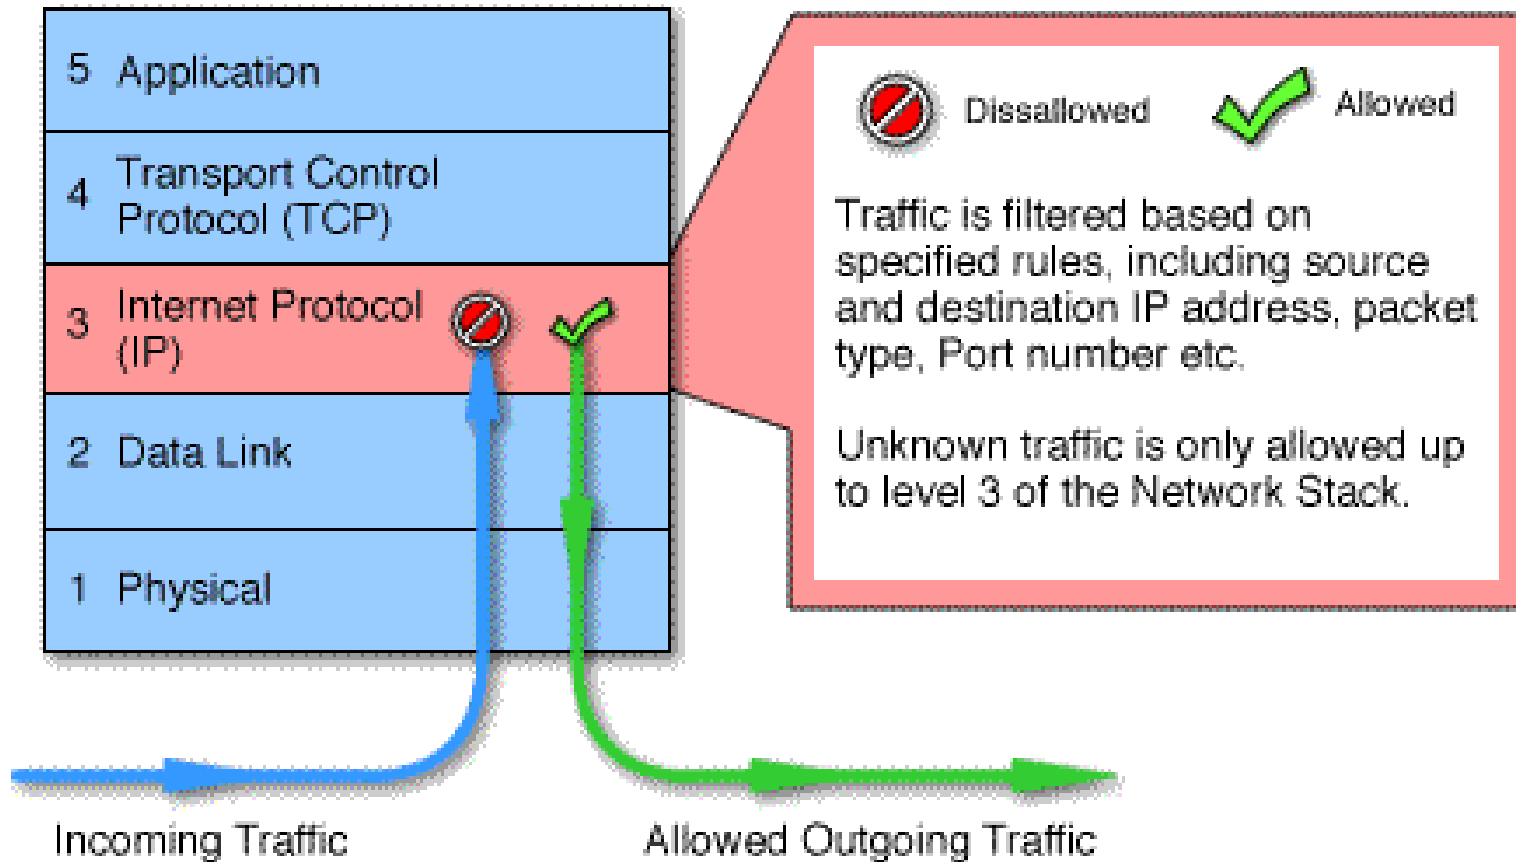 5 Application
4 Transport Control
Protocol (TCP)
3 Internet Protocol
(IP)
2 Data Link
1 Physical
Incoming Traffic
Allowed Outgoing Traffic
Dissallowed
Allowed
Traffic is filtered based on
specified rules, including source
and destination IP address, packet
type, Port number etc.
Unknown traffic is only allowed up
to level 3 of the Network Stack.